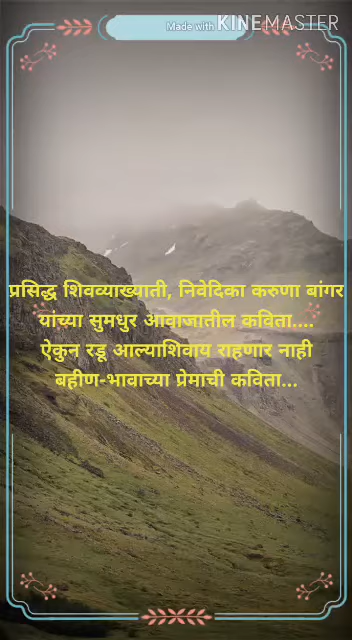 Made with KINEMASTER
प्रसिद्ध शिवव्याख्याती, निवेदिका करुणा बांगर
यांच्या सुमधुर आवाजातील कविता....
ऐकुन रडू आल्याशिवाय राहणार नाही
बहीण-भावाच्या प्रेमाची कविता...